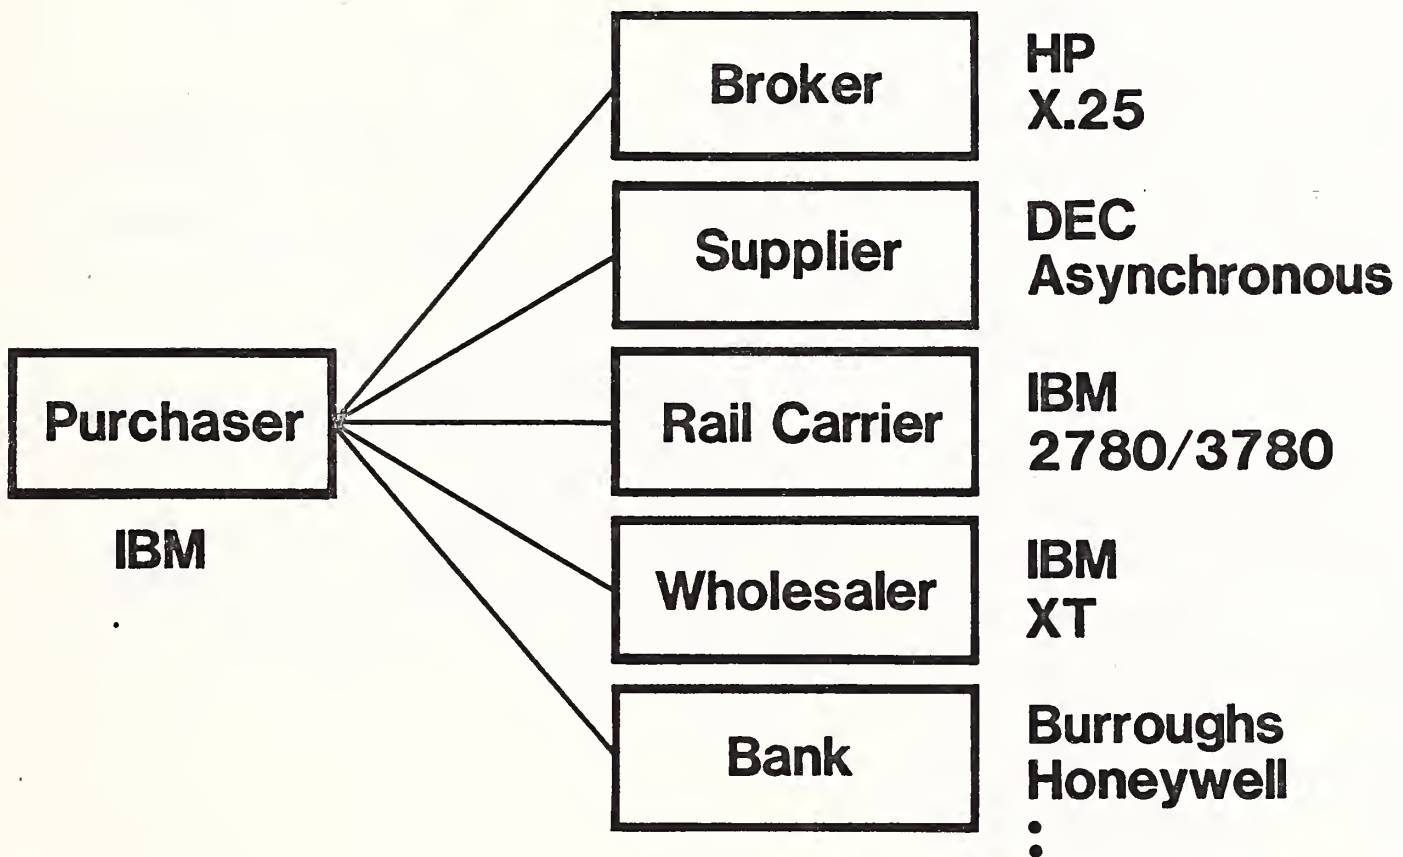 Broker
HP
X.25
Supplier
DEC
Asynchronous
Purchaser
IBM
Rail Carrier
IBM
2780/3780
Wholesaler
IBM
XT
Bank
Burroughs
Honeywell